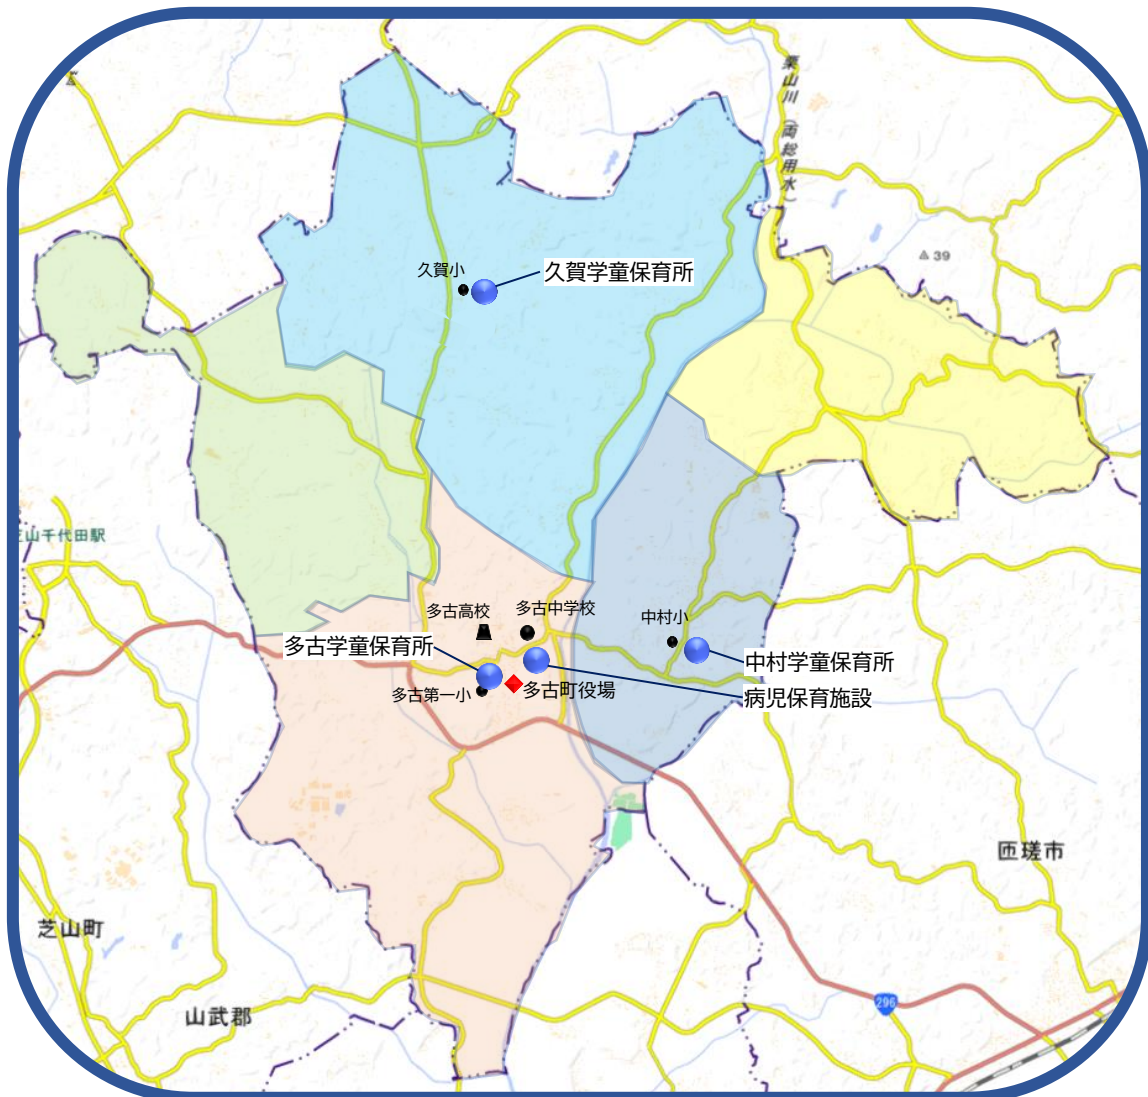 栗山川（両総用水）
39
久賀小
久賀学童保育所
山千代田駅
多古高校
多古中学校
中村小
多古学童保育所
中村学童保育所
多古第一小
多古町役場
病児保育施設
匝瑳市
芝山町
山武郡
296